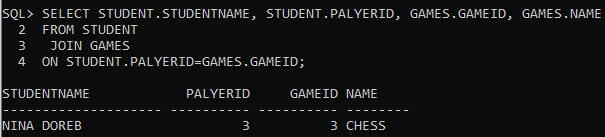 SQL> SELECT STUDENT.STUDENTNAME, STUDENT.PALYERID, GAMES.GAMEID, GAMES.NAME
  2  FROM STUDENT
  3   JOIN GAMES
  4  ON STUDENT.PALYERID=GAMES.GAMEID;

STUDENTNAME            PALYERID     GAMEID NAME
-------------------- ---------- ---------- --------
NINA DOREB                    3          3 CHESS